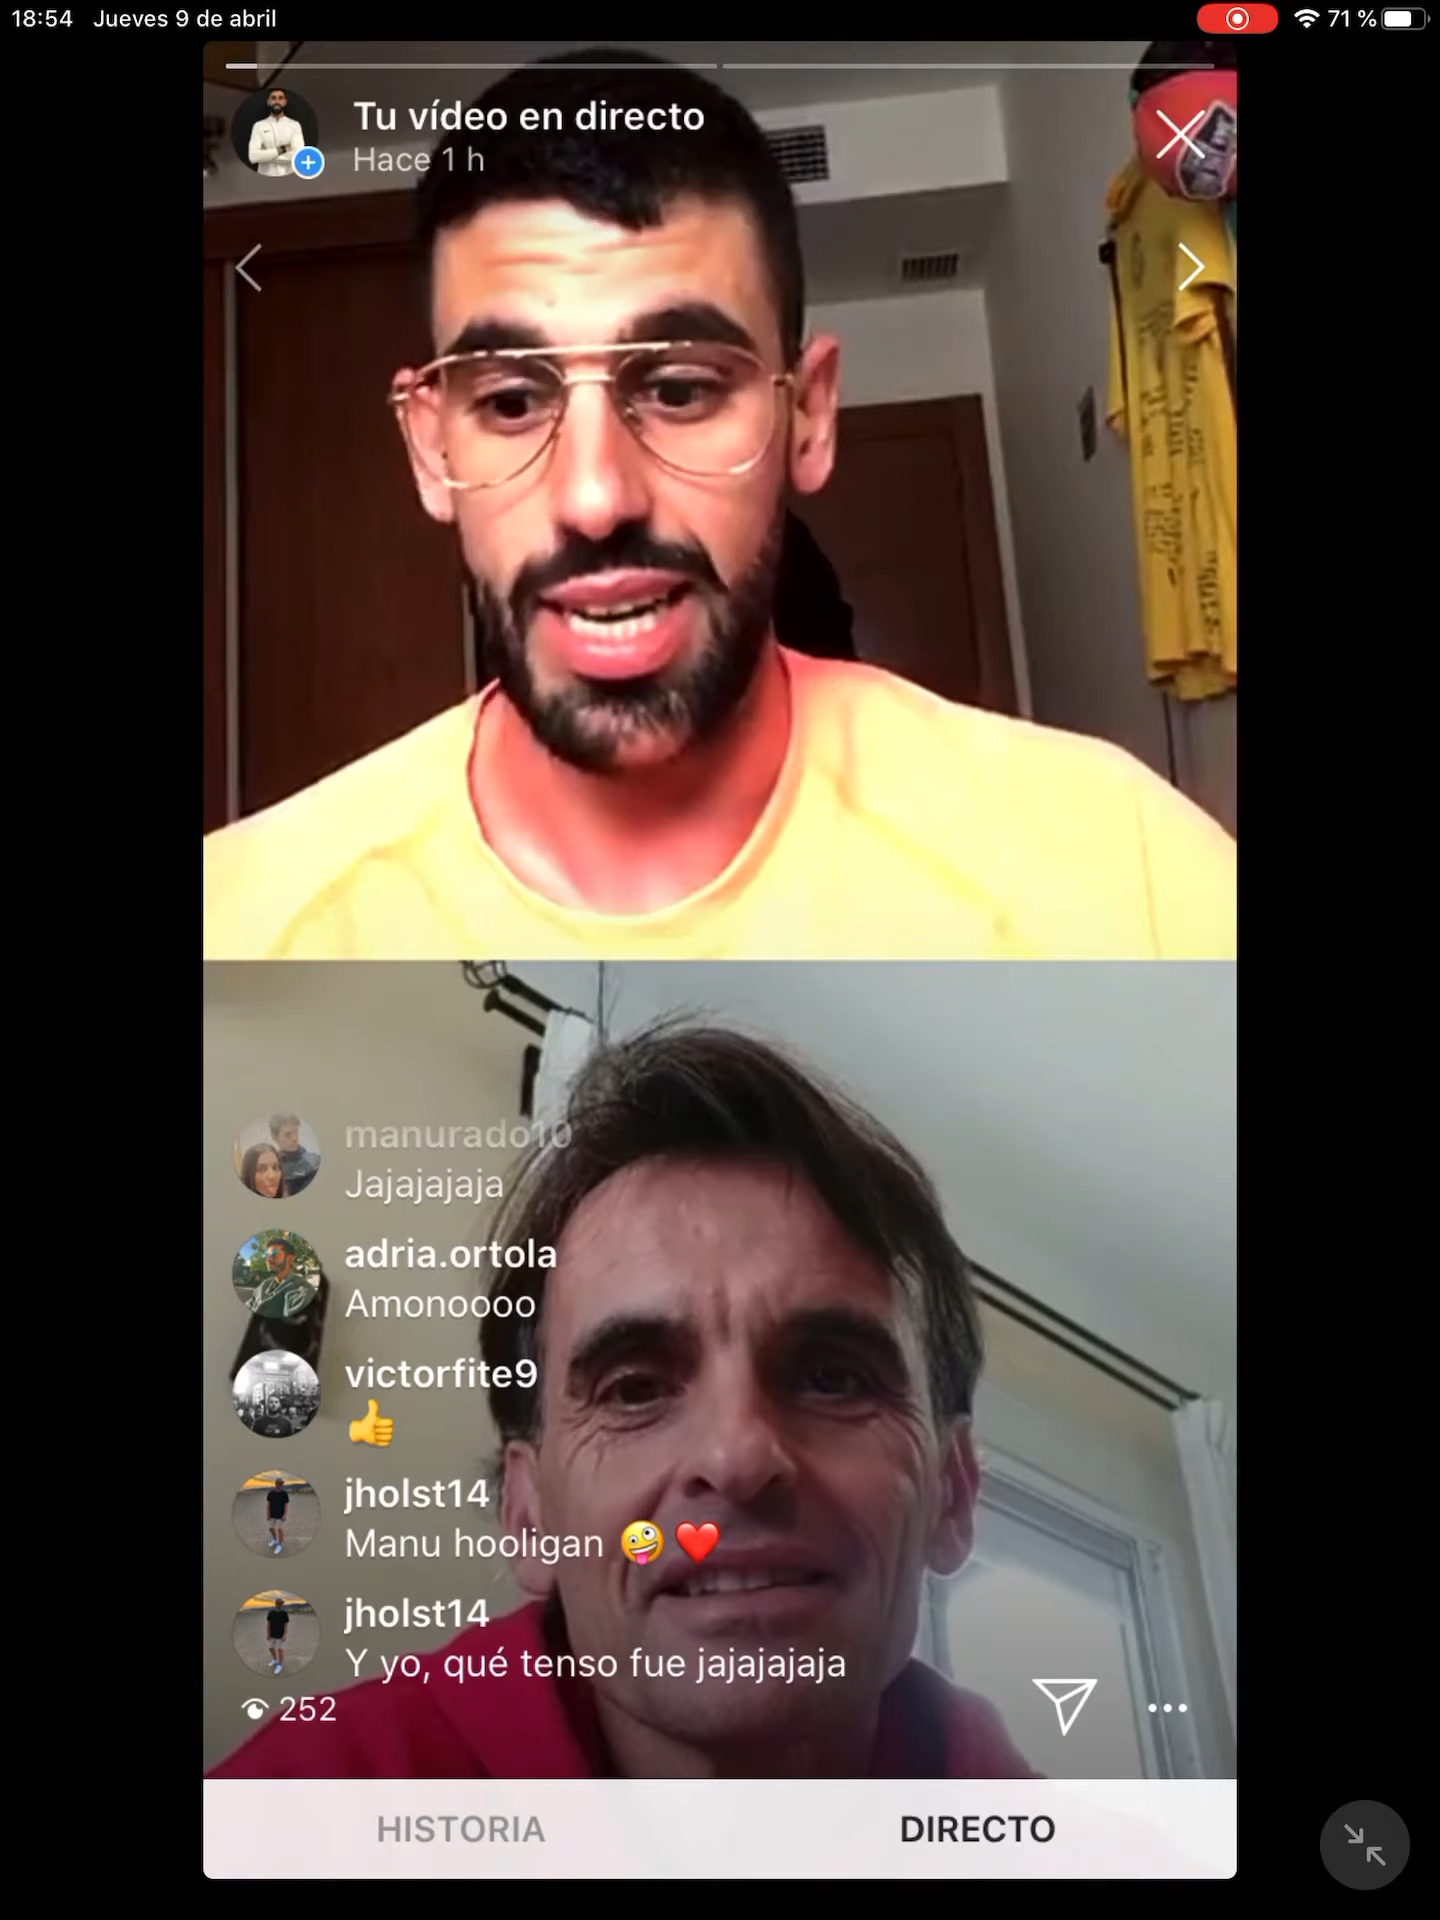 18:54 Jueves 9 de abril
71 %
Tu vídeo en directo
Hace 1 h
manurado10
Jajajajaja
adria.ortola
Amonoooo
victorfite9
👍
jholst14
Manu hooligan 🤪 ❤️
jholst14
Y yo, qué tenso fue jajajajaja
252
HISTORIA
DIRECTO